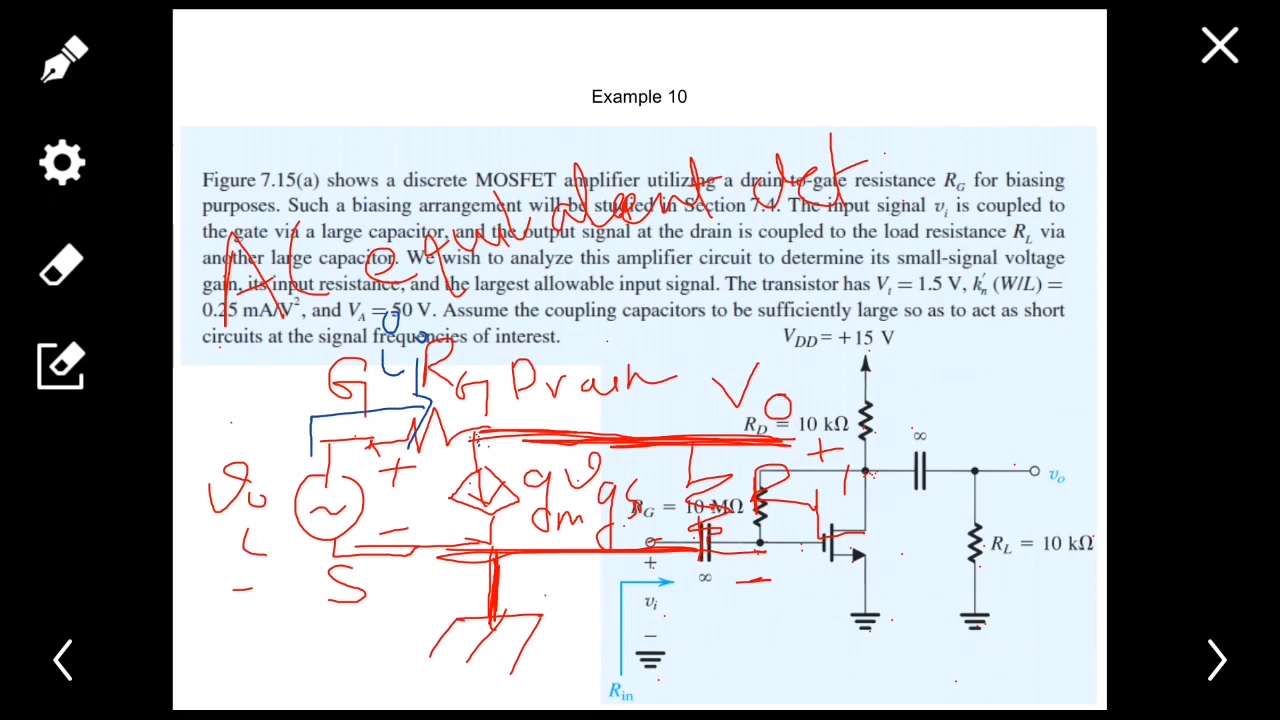 Example 10
Figure 7.15(a) shows a discrete MOSFET amplifier utilizing a drain-to-gate resistance R_G for biasing
purposes. Such a biasing arrangement will be studied in Section 7.4. The input signal v_i is coupled to
the gate via a large capacitor, and the output signal at the drain is coupled to the load resistance R_L via
another large capacitor. We wish to analyze this amplifier circuit to determine its small-signal voltage
gain, its input resistance, and the largest allowable input signal. The transistor has V_t = 1.5 V, k'_n (W/L) =
0.25 mA/V², and V_A = 50 V. Assume the coupling capacitors to be sufficiently large so as to act as short
circuits at the signal frequencies of interest.
AC equivalent ckt
V_DD = +15 V
G
R_G Drain V_O
R_D = 10 kΩ
∞
v_o
R_G = 10 MΩ
R_L = 10 kΩ
+
−
g_m v_gs
S
+
v_i
−
∞
R_in